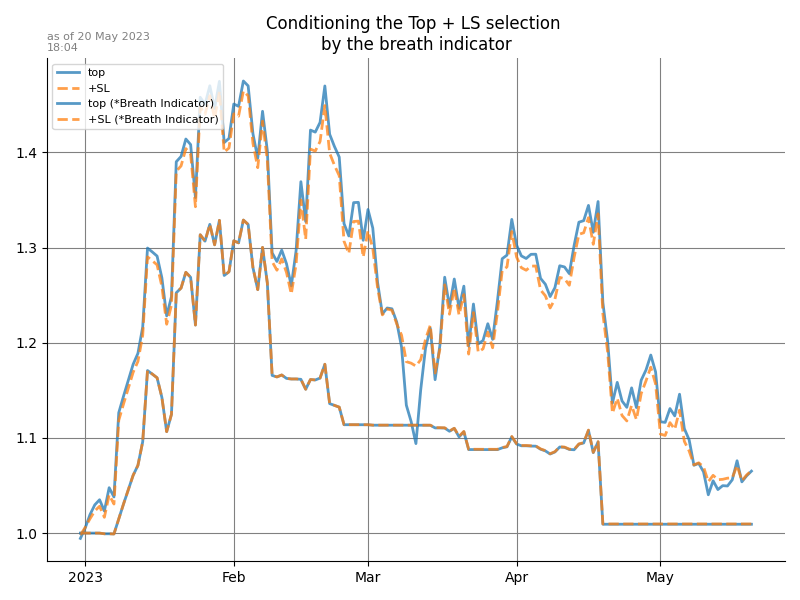 Conditioning the Top + LS selection
by the breath indicator
as of 20 May 2023
18:04
top
+SL
top (*Breath Indicator)
+SL (*Breath Indicator)
1.4
1.3
1.2
1.1
1.0
2023 Feb Mar Apr May